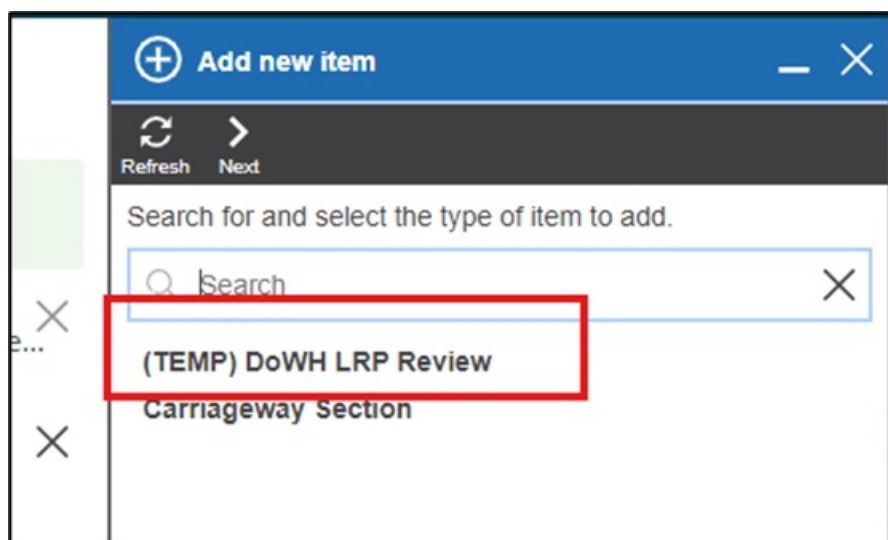 Add new item
Refresh Next
Search for and select the type of item to add.
Search
e...
(TEMP) DoWH LRP Review
Carriageway Section